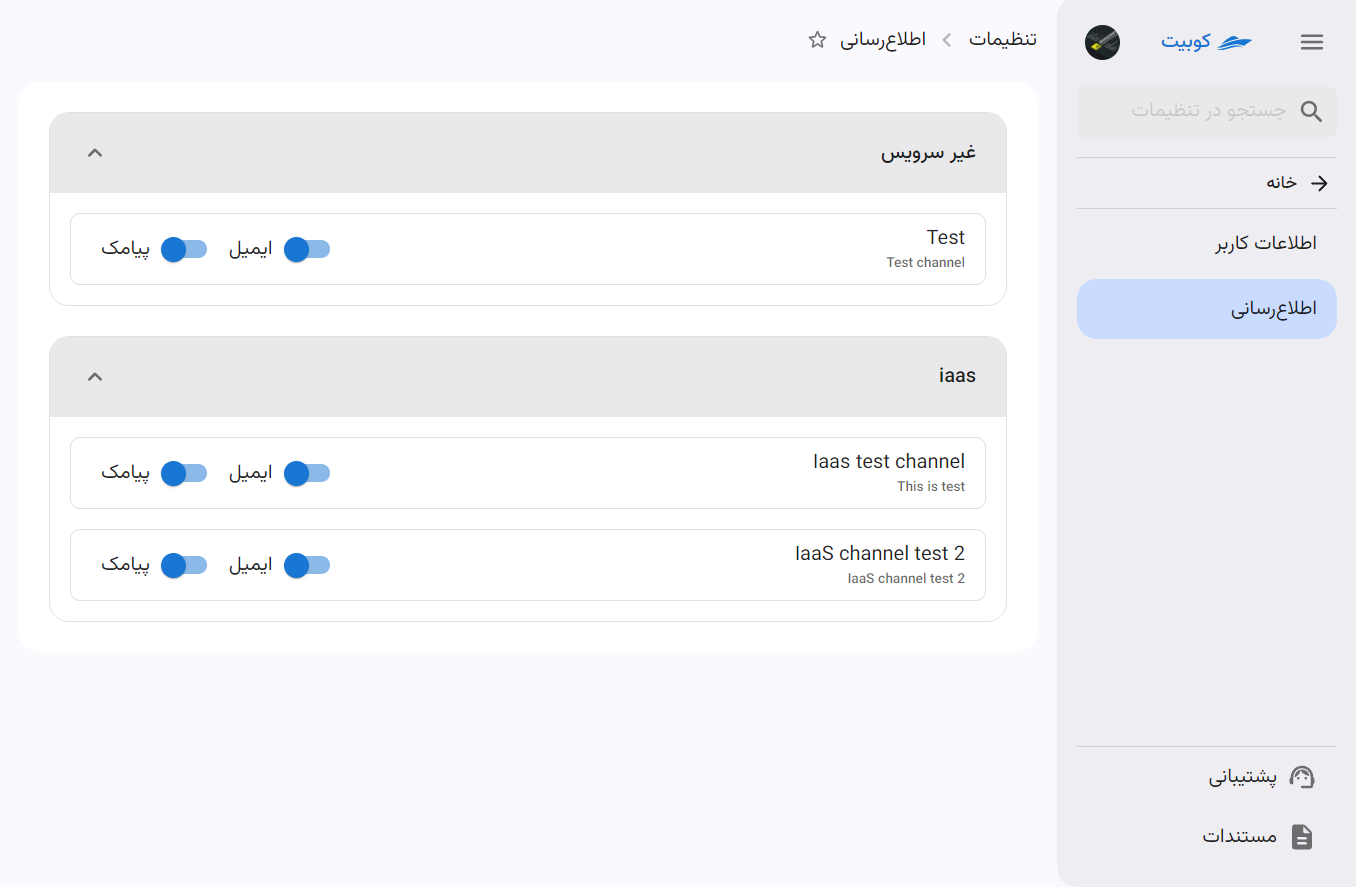 کوبیت
جستجو در تنظیمات
خانه
اطلاعات کاربر
اطلاع‌رسانی
پشتیبانی
مستندات
تنظیمات
اطلاع‌رسانی
غیر سرویس
Test
Test channel
ایمیل
پیامک
iaas
Iaas test channel
This is test
ایمیل
پیامک
IaaS channel test 2
IaaS channel test 2
ایمیل
پیامک